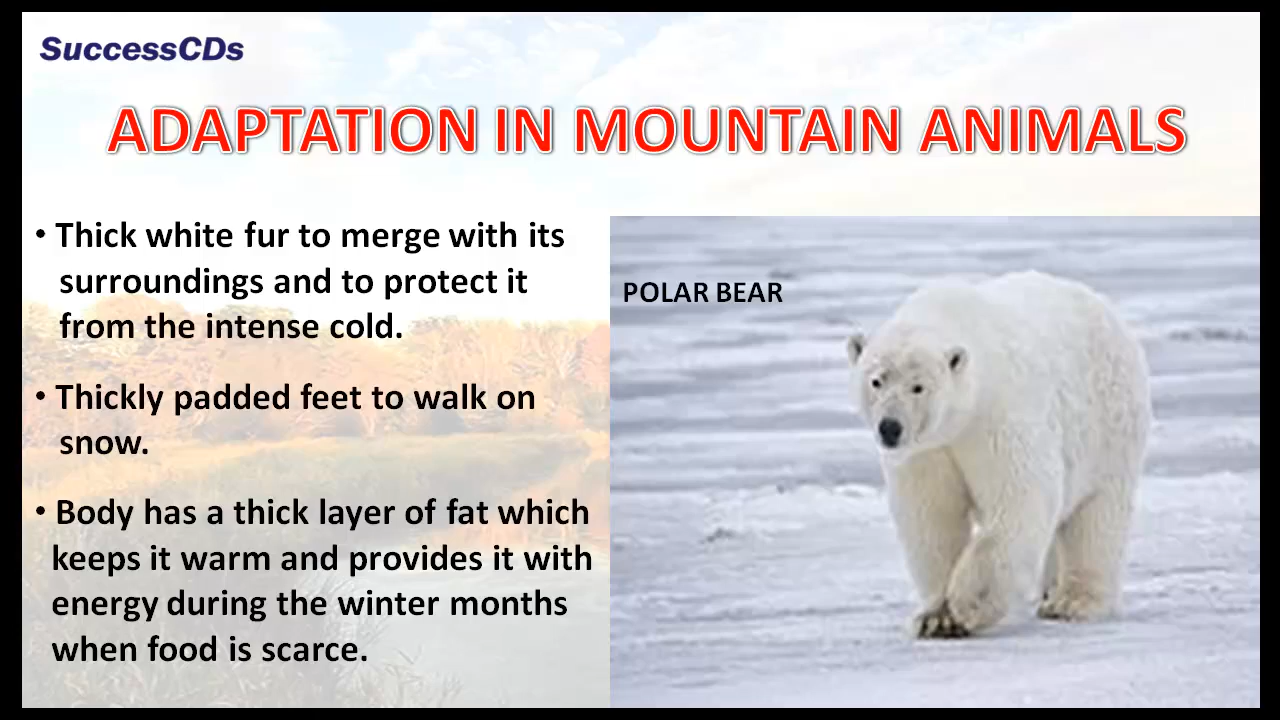 SuccessCDs
ADAPTATION IN MOUNTAIN ANIMALS
• Thick white fur to merge with its
surroundings and to protect it
from the intense cold.
• Thickly padded feet to walk on
snow.
• Body has a thick layer of fat which
keeps it warm and provides it with
energy during the winter months
when food is scarce.
POLAR BEAR